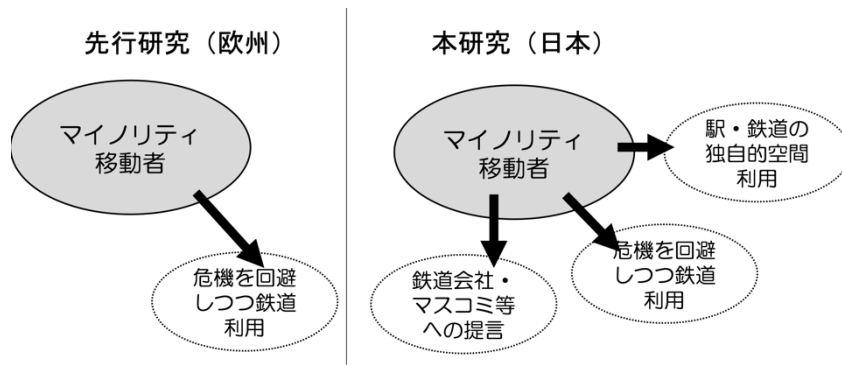 先行研究（欧州）
マイノリティ
移動者
危機を回避
しつつ鉄道
利用
本研究（日本）
マイノリティ
移動者
駅・鉄道の
独自的空間
利用
危機を回避
しつつ鉄道
利用
鉄道会社・
マスコミ等
への提言